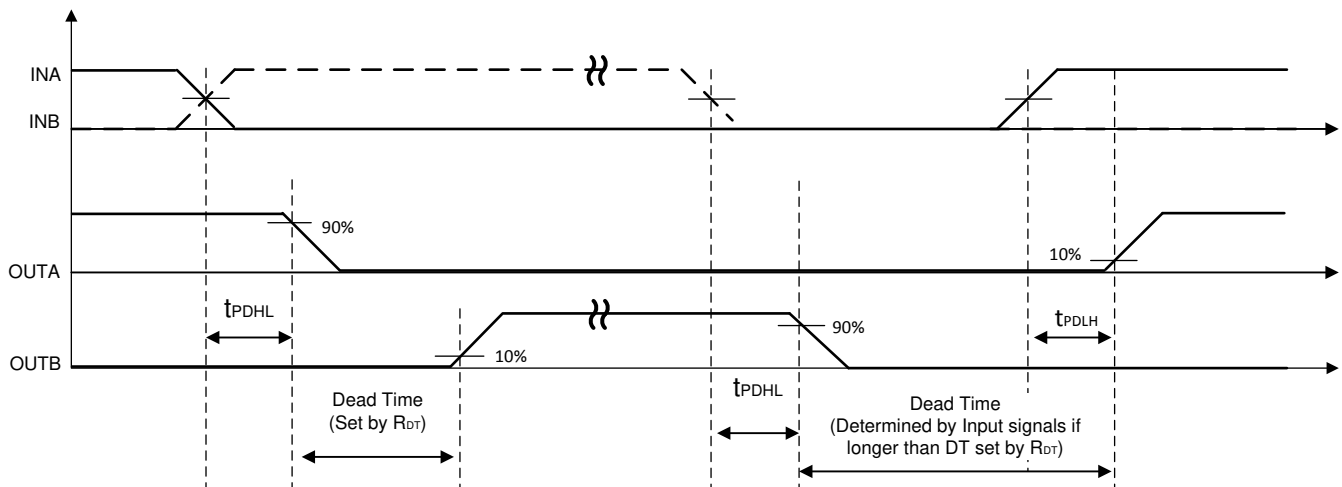 INA
INB
90%
10%
OUTA
tPDHL
tPDLH
90%
10%
OUTB
Dead Time
(Set by RDT)
tPDHL
Dead Time
(Determined by Input signals if
longer than DT set by RDT)